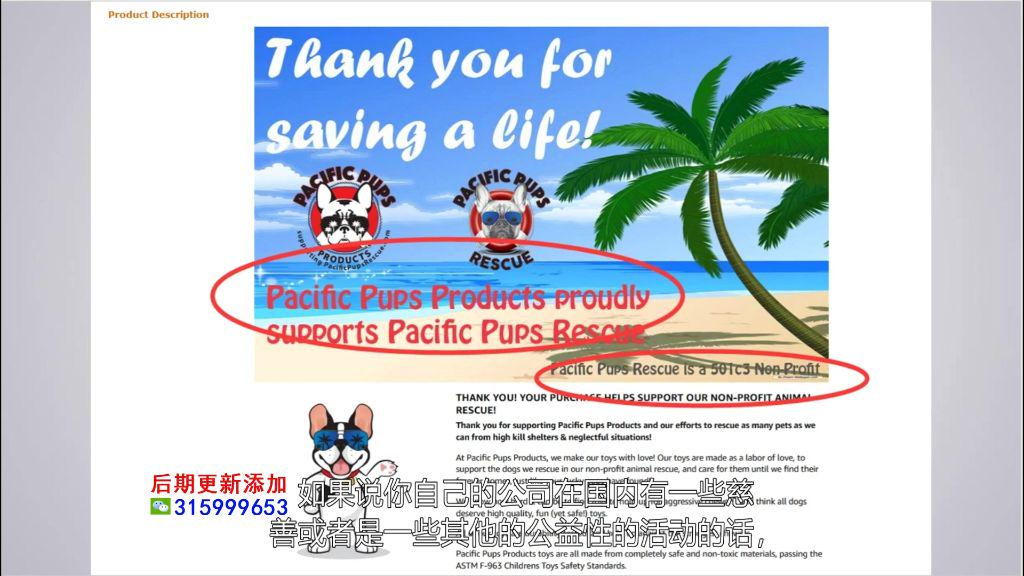 Product Description
Thank you for
saving a life!
PACIFIC PUPS
PRODUCTS
supporting PacificPupsRescue.com
PACIFIC PUPS
RESCUE
Pacific Pups Products proudly
supports Pacific Pups Rescue
Pacific Pups Rescue is a 501c3 Non-Profit
THANK YOU! YOUR PURCHASE HELPS SUPPORT OUR NON-PROFIT ANIMAL
RESCUE!
Thank you for supporting Pacific Pups Products and our efforts to rescue as many pets as we
can from high kill shelters & neglectful situations!
At Pacific Pups Products, we make our toys with love! Our toys are made as a labor of love, to
support the dogs we rescue in our non-profit animal rescue, and care for them until we find their
后期更新添加
315999653
如果说你自己的公司在国内有一些慈
善或者是一些其他的公益性的活动的话，
think all dogs
deserve high quality, fun (yet safe!) toys.
Pacific Pups Products toys are all made from completely safe and non-toxic materials, passing the
ASTM F-963 Childrens Toys Safety Standards.